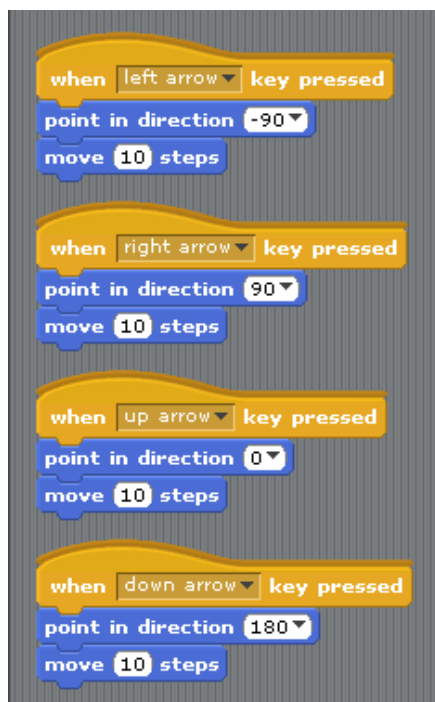 when left arrow key pressed
point in direction -90
move 10 steps
when right arrow key pressed
point in direction 90
move 10 steps
when up arrow key pressed
point in direction 0
move 10 steps
when down arrow key pressed
point in direction 180
move 10 steps